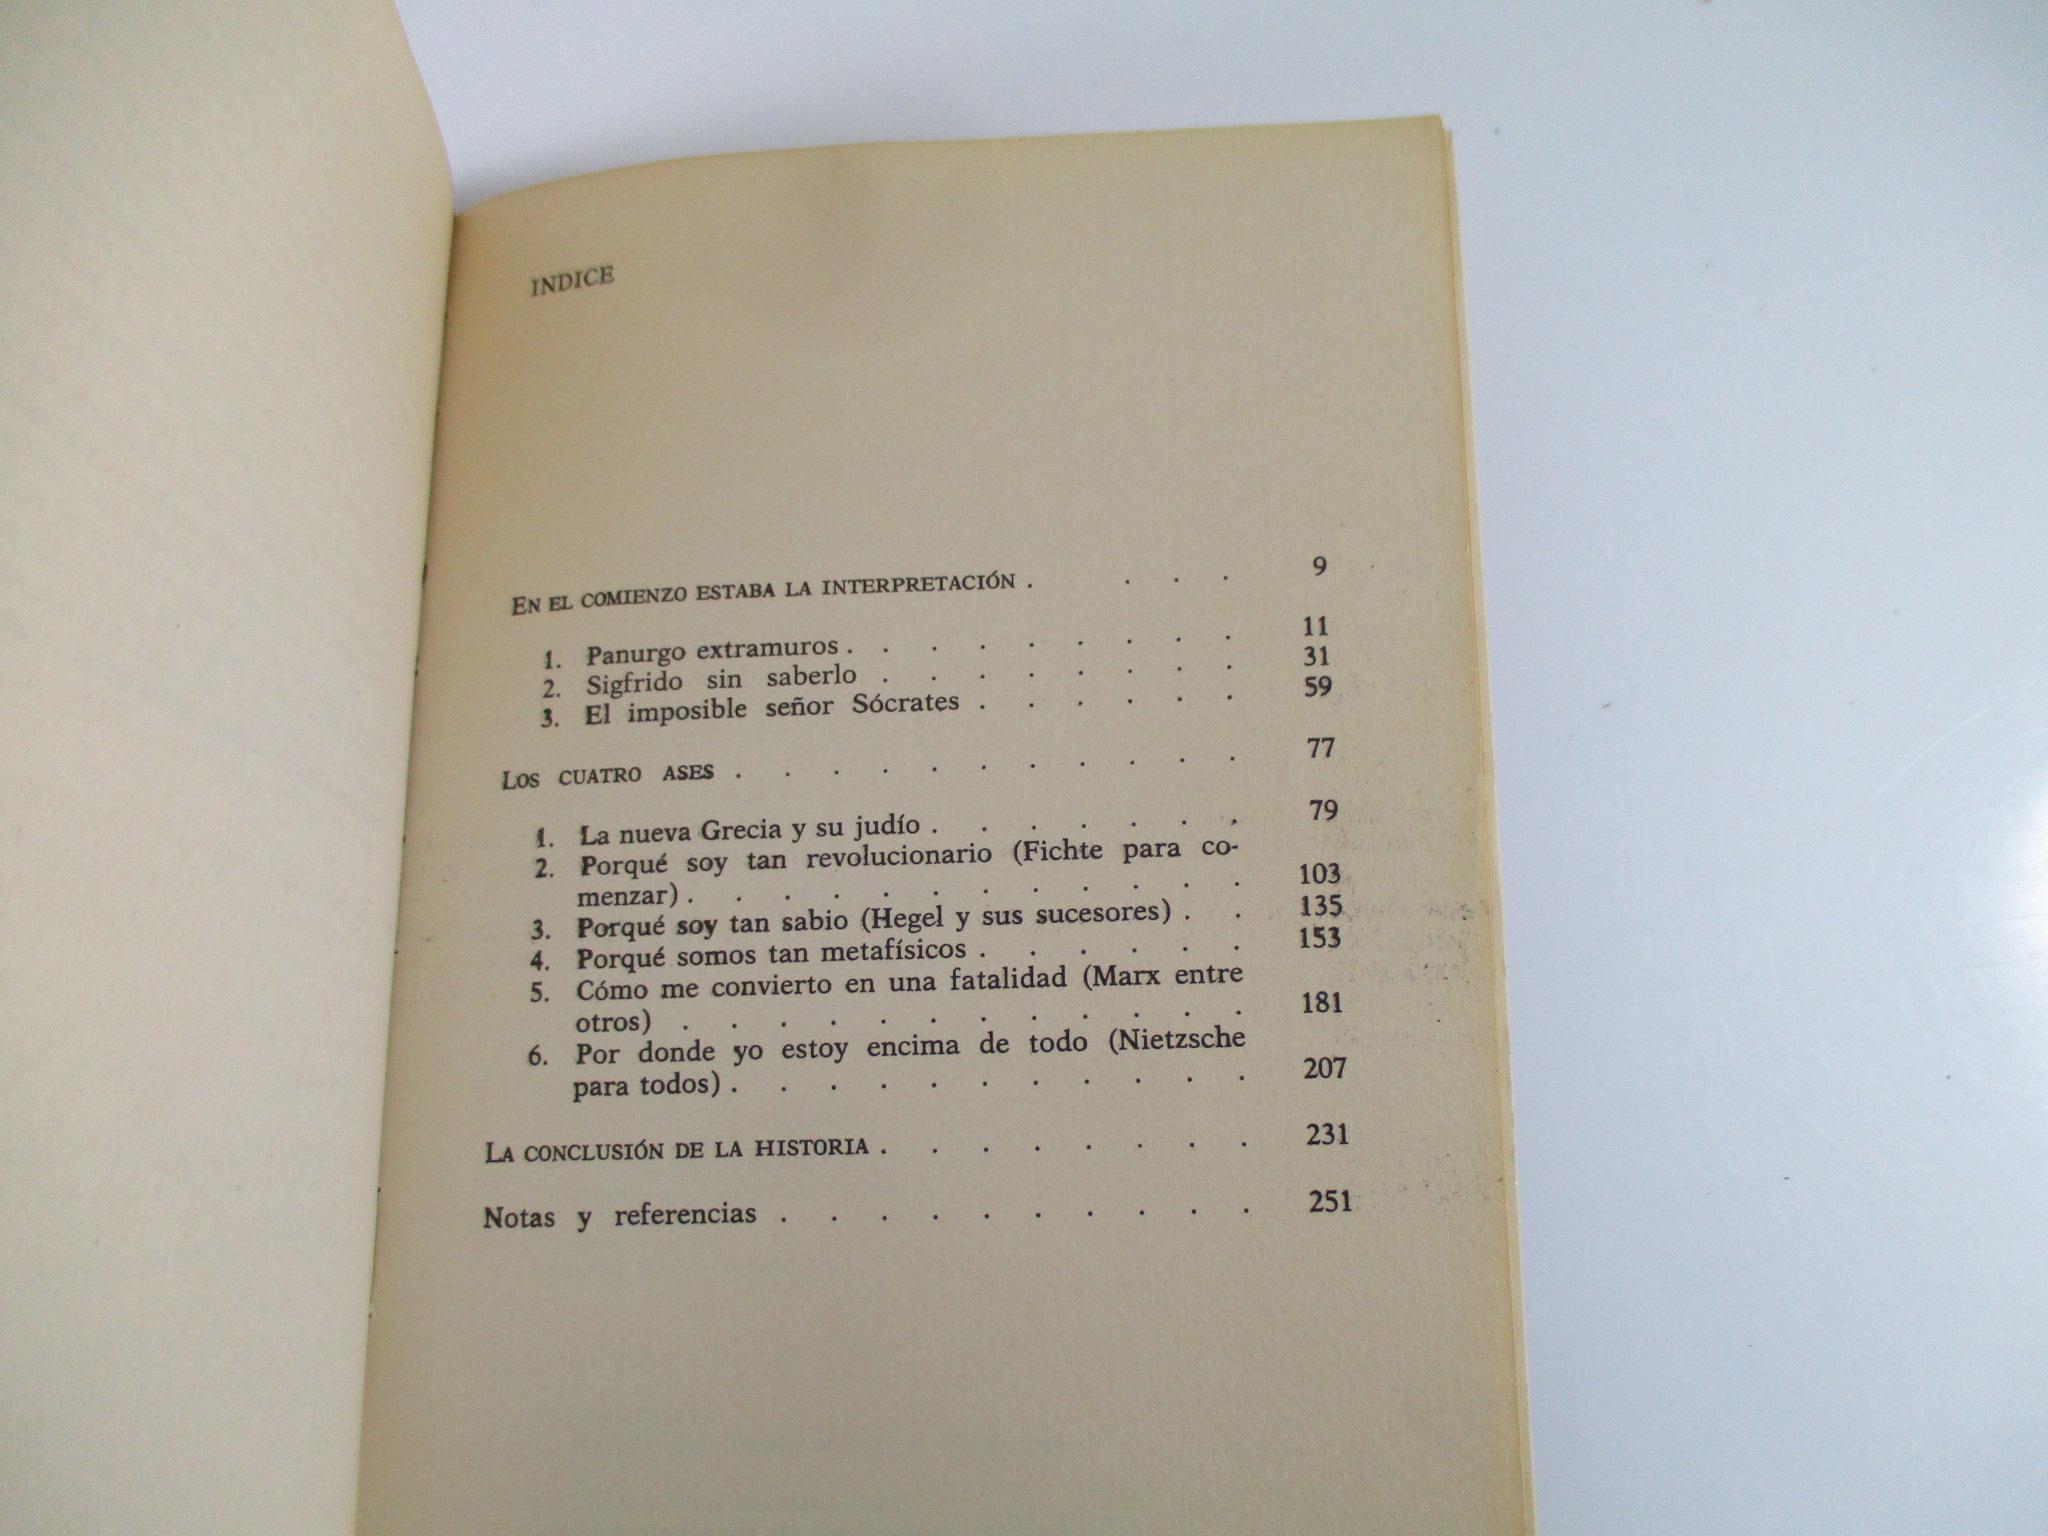 INDICE
EN EL COMIENZO ESTABA LA INTERPRETACIÓN . . . . 9
1. Panurgo extramuros . . . . . . . . . 11
2. Sigfrido sin saberlo . . . . . . . . 31
3. El imposible señor Sócrates . . . . . . 59
LOS CUATRO ASES . . . . . . . . . . . 77
1. La nueva Grecia y su judío . . . . . . . 79
2. Porqué soy tan revolucionario (Fichte para co-
menzar) . . . . . . . . . . . . 103
3. Porqué soy tan sabio (Hegel y sus sucesores) . . 135
4. Porqué somos tan metafísicos . . . . . . 153
5. Cómo me convierto en una fatalidad (Marx entre
otros) . . . . . . . . . . . . 181
6. Por donde yo estoy encima de todo (Nietzsche
para todos) . . . . . . . . . . . 207
LA CONCLUSIÓN DE LA HISTORIA . . . . . . . . 231
Notas y referencias . . . . . . . . . . 251